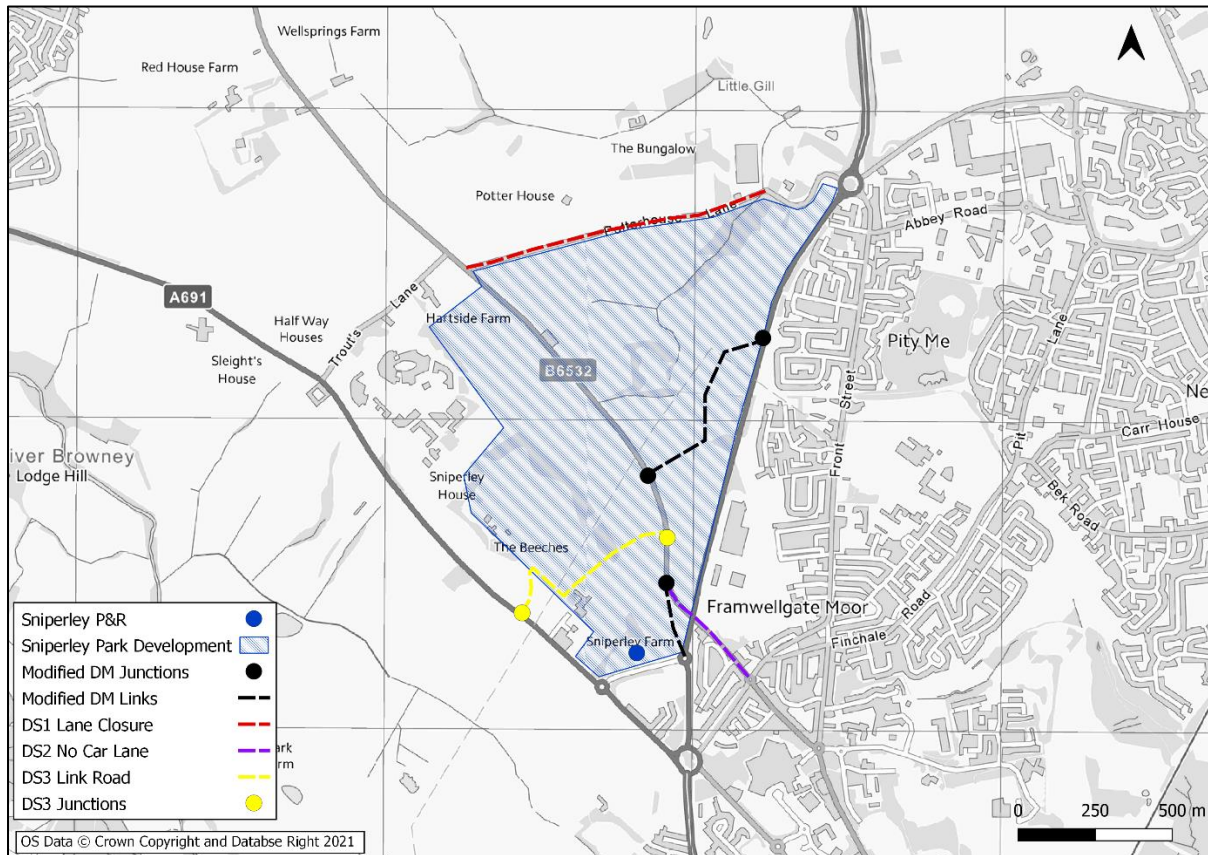 Wellsprings Farm
Red House Farm
Little Gill
The Bungalow
Potter House
Potterhouse Lane
Abbey Road
A691
Trout's Lane
Half Way
Houses
Hartside Farm
Sleight's
House
B6532
Pity Me
Front Street
Pit Lane
Ne
Carr House
iver Browney
Lodge Hill
Sniperley
House
Bek Road
The Beeches
Framwellgate Moor
Finchale Road
Sniperley Farm
ark
rm
Sniperley P&R
Sniperley Park Development
Modified DM Junctions
Modified DM Links
DS1 Lane Closure
DS2 No Car Lane
DS3 Link Road
DS3 Junctions
0 250 500 m
OS Data © Crown Copyright and Databse Right 2021